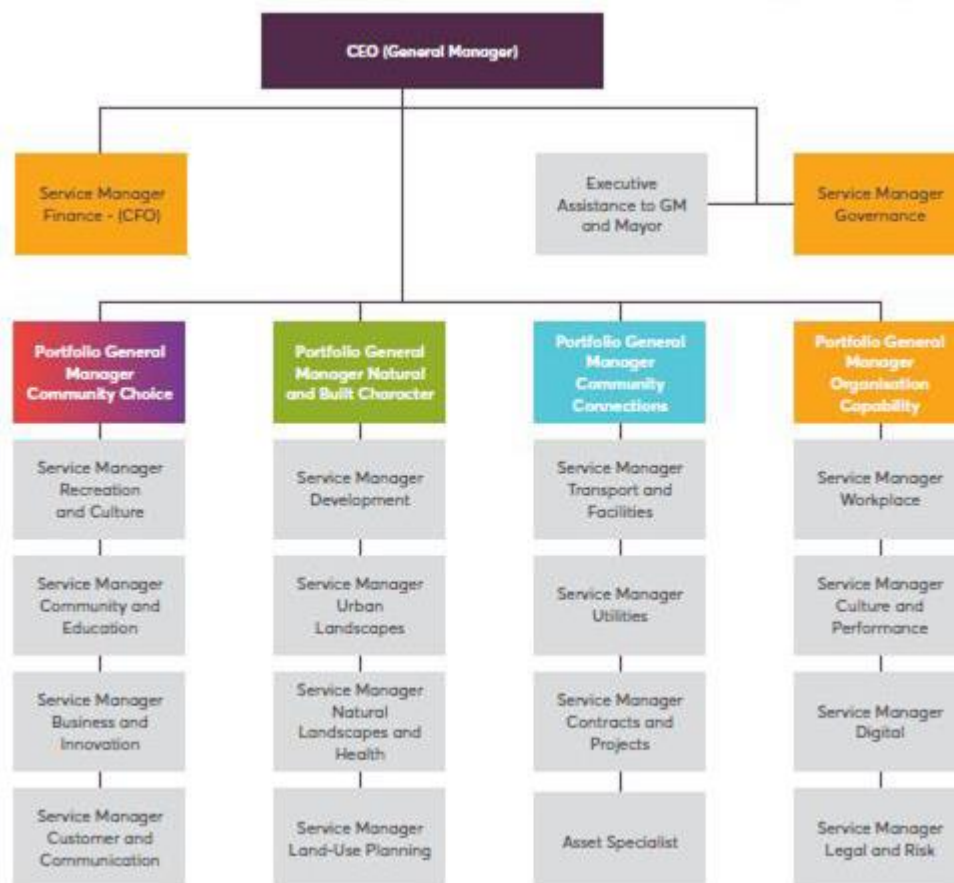 CEO (General Manager)
Service Manager
Finance - (CFO)
Executive
Assistance to GM
and Mayor
Service Manager
Governance
Portfolio General
Manager
Community Choice
Portfolio General
Manager Natural
and Built Character
Portfolio General
Manager
Community
Connections
Portfolio General
Manager
Organisation
Capability
Service Manager
Recreation
and Culture
Service Manager
Development
Service Manager
Transport and
Facilities
Service Manager
Workplace
Service Manager
Community and
Education
Service Manager
Urban
Landscapes
Service Manager
Utilities
Service Manager
Culture and
Performance
Service Manager
Business and
Innovation
Service Manager
Natural
Landscapes and
Health
Service Manager
Contracts and
Projects
Service Manager
Digital
Service Manager
Customer and
Communication
Service Manager
Land-Use Planning
Asset Specialist
Service Manager
Legal and Risk